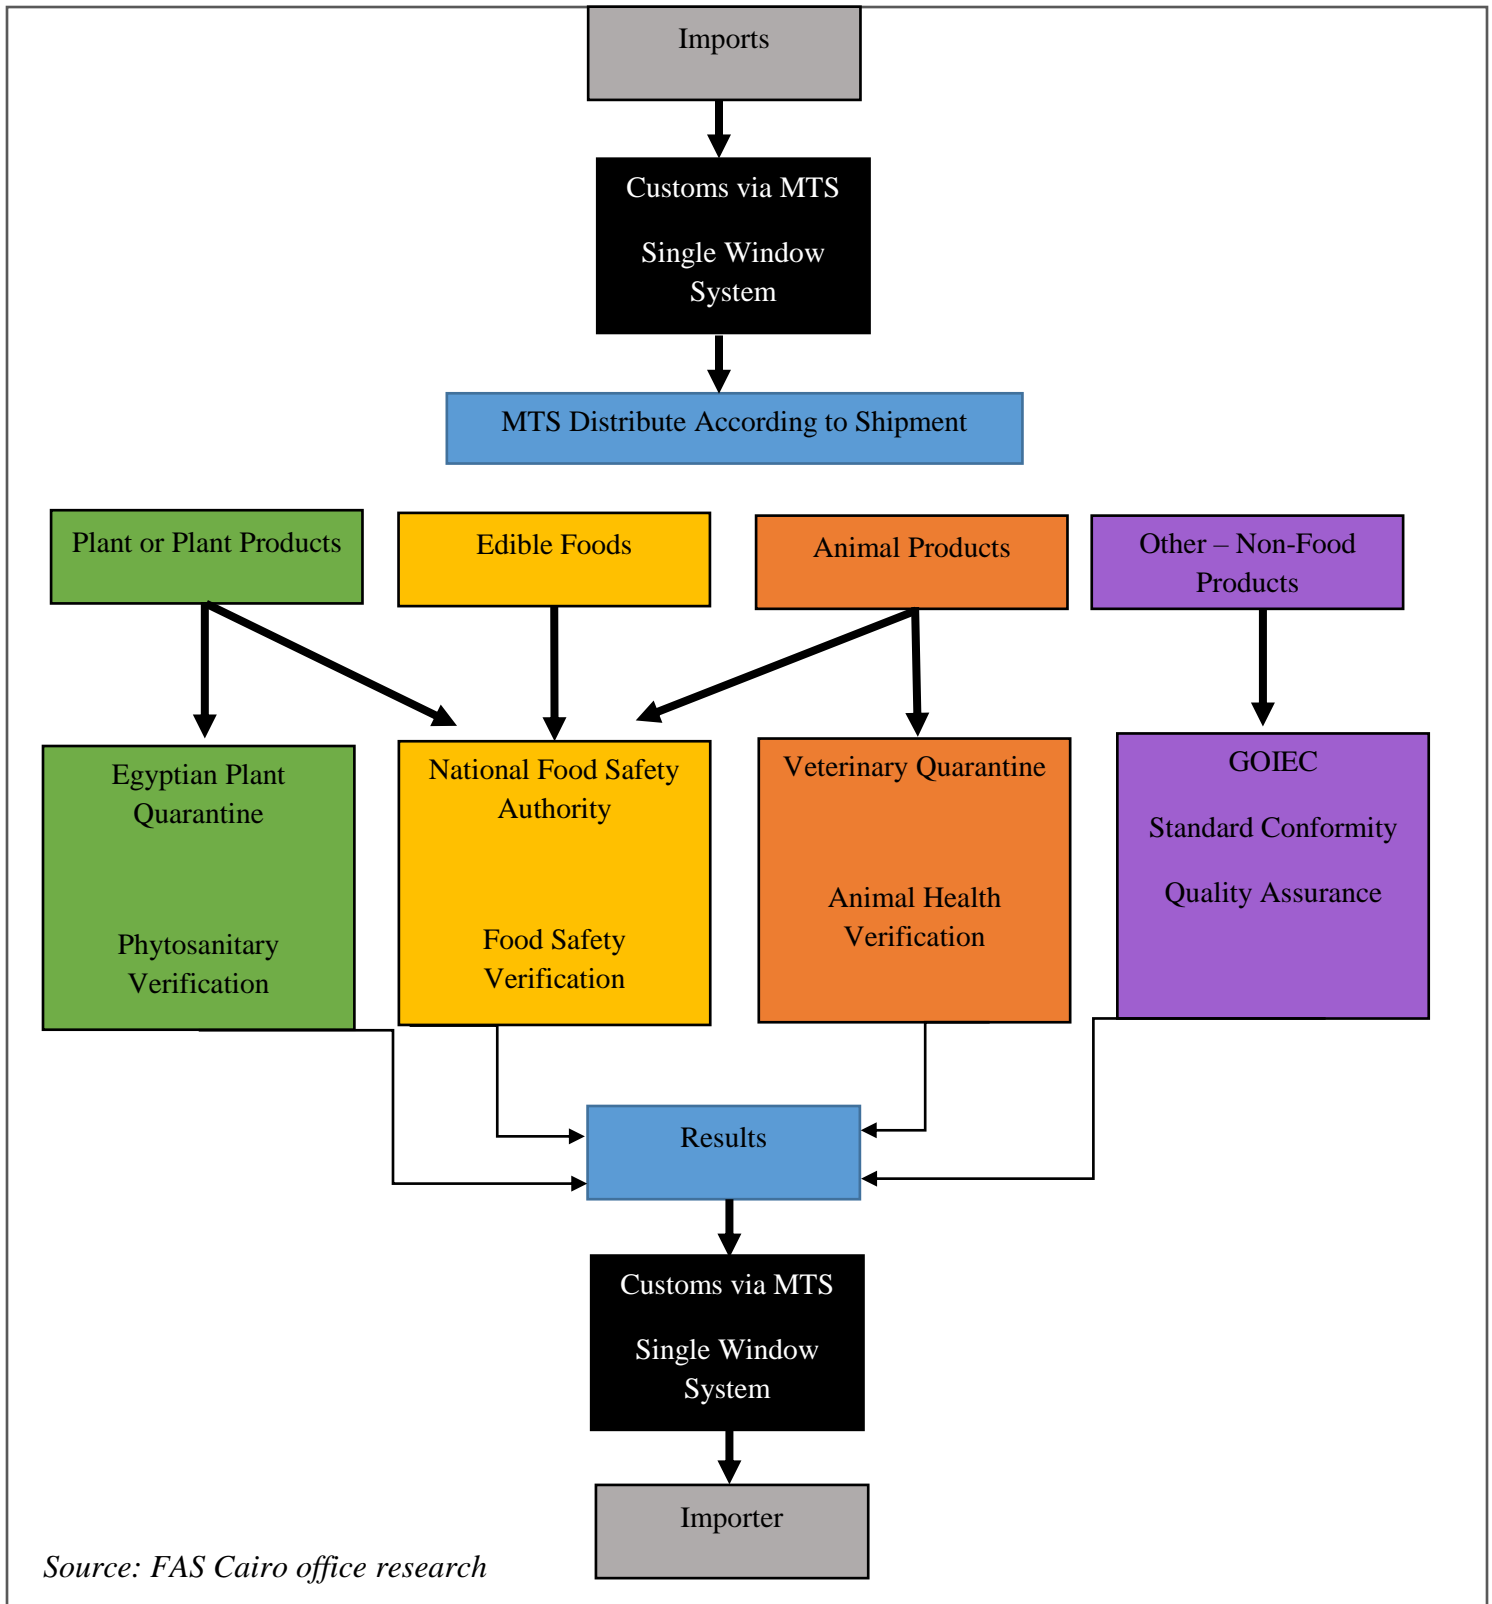 Imports
Customs via MTS
Single Window
System
MTS Distribute According to Shipment
Plant or Plant Products
Edible Foods
Animal Products
Other – Non-Food
Products
Egyptian Plant
Quarantine
Phytosanitary
Verification
National Food Safety
Authority
Food Safety
Verification
Veterinary Quarantine
Animal Health
Verification
GOIEC
Standard Conformity
Quality Assurance
Results
Customs via MTS
Single Window
System
Importer
Source: FAS Cairo office research